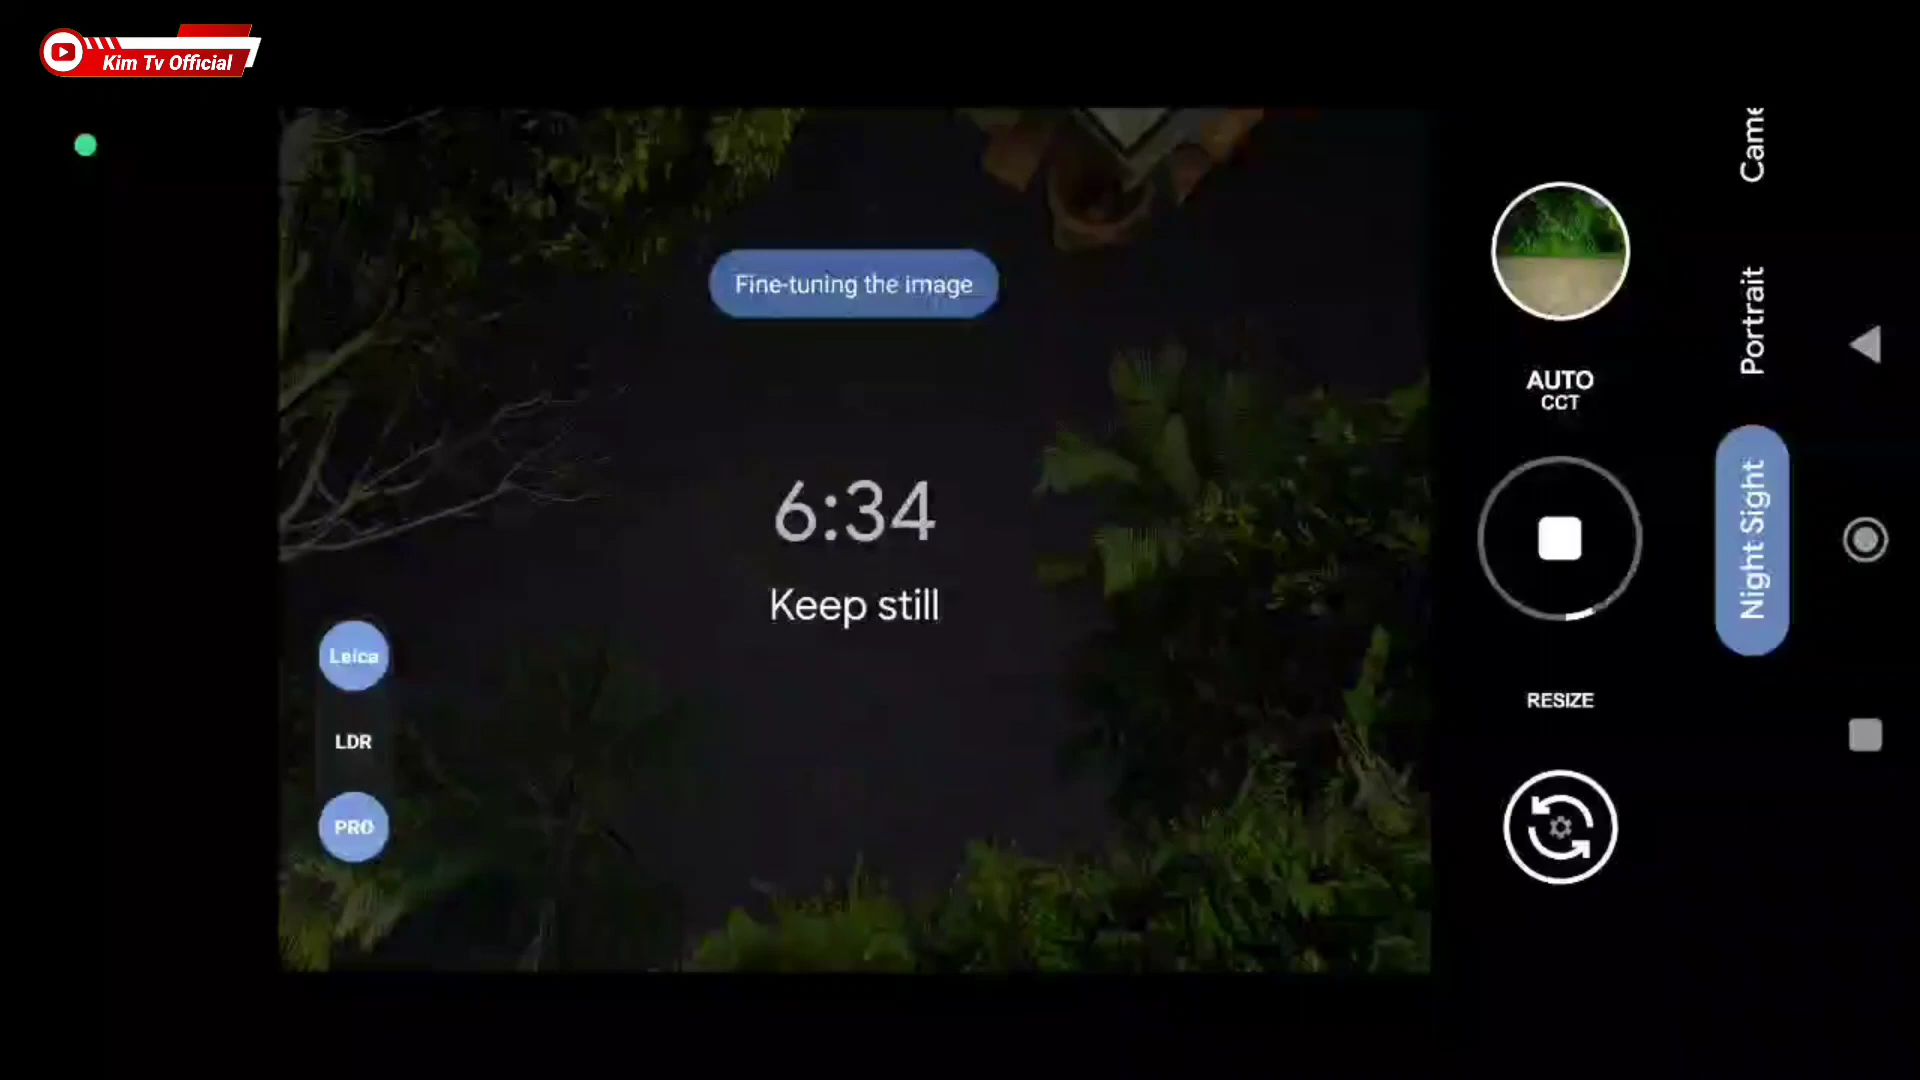 Kim Tv Official
Fine-tuning the image
6:34
Keep still
Leica
LDR
PRO
AUTO
CCT
RESIZE
Came
Portrait
Night Sight